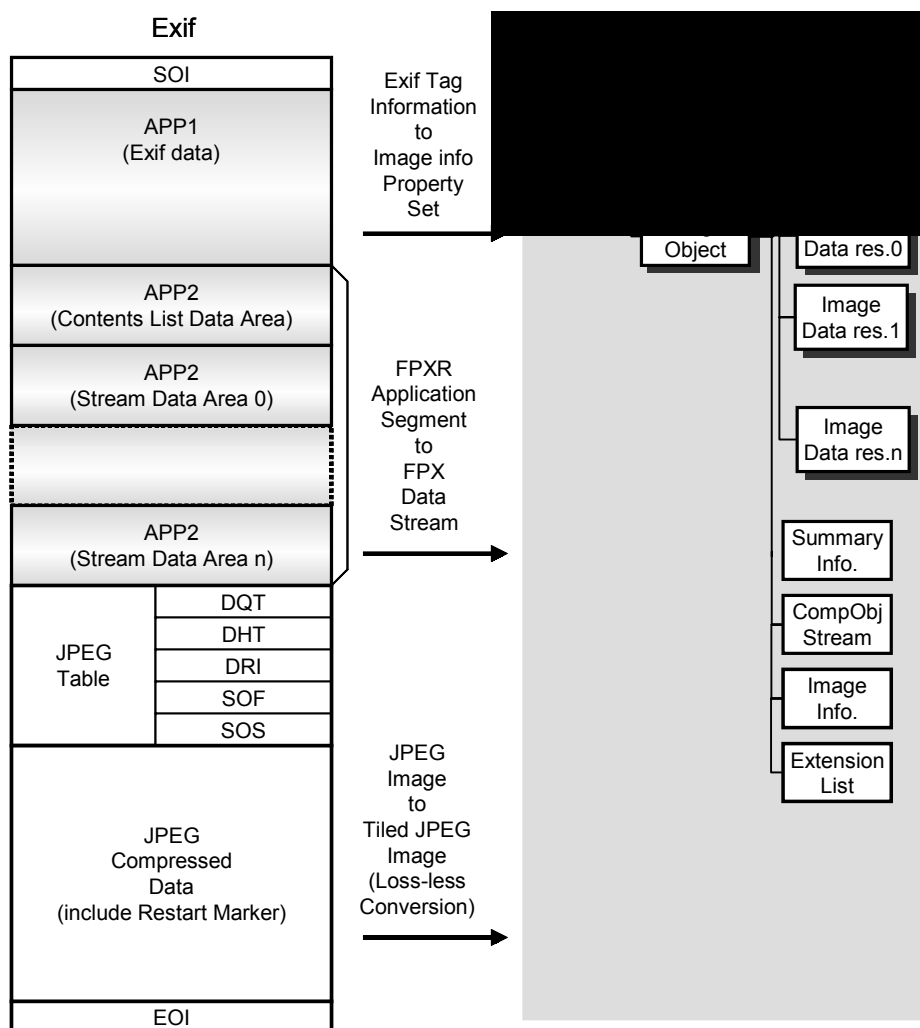 Exif
SOI
APP1
(Exif data)
APP2
(Contents List Data Area)
APP2
(Stream Data Area 0)
APP2
(Stream Data Area n)
JPEG
Table
DQT
DHT
DRI
SOF
SOS
JPEG
Compressed
Data
(include Restart Marker)
EOI
Exif Tag
Information
to
Image info
Property
Set
FPXR
Application
Segment
to
FPX
Data
Stream
JPEG
Image
to
Tiled JPEG
Image
(Loss-less
Conversion)
Object
Data res.0
Image
Data res.1
Image
Data res.n
Summary
Info.
CompObj
Stream
Image
Info.
Extension
List